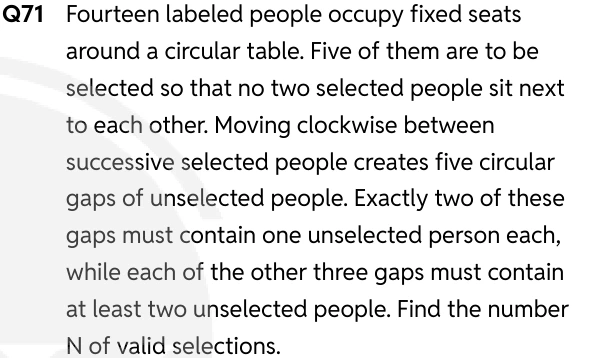 Q71 Fourteen labeled people occupy fixed seats
around a circular table. Five of them are to be
selected so that no two selected people sit next
to each other. Moving clockwise between
successive selected people creates five circular
gaps of unselected people. Exactly two of these
gaps must contain one unselected person each,
while each of the other three gaps must contain
at least two unselected people. Find the number
N of valid selections.